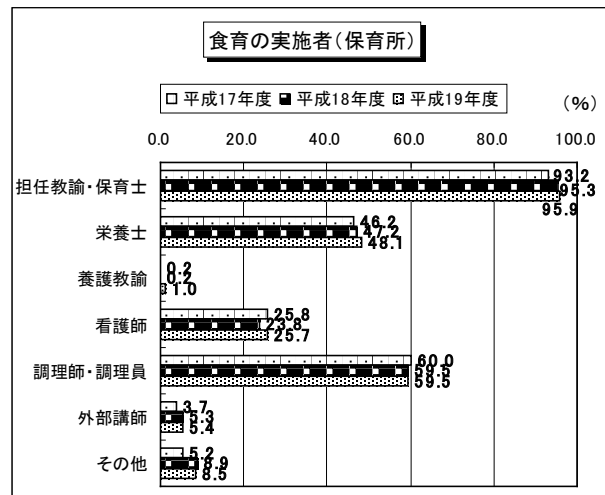 食育の実施者(保育所)
平成17年度 平成18年度 平成19年度
(%)
0.0 20.0 40.0 60.0 80.0 100.0
担任教諭・保育士
93.2
95.3
95.9
栄養士
46.2
47.2
48.1
養護教諭
0.2
0.2
1.0
看護師
25.8
23.8
25.7
調理師・調理員
60.0
59.5
59.5
外部講師
3.7
5.3
5.4
その他
5.2
8.9
8.5